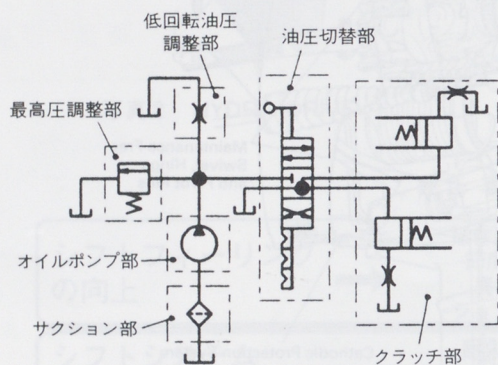 低回転油圧
調整部
油圧切替部
最高圧調整部
オイルポンプ部
サクション部
クラッチ部